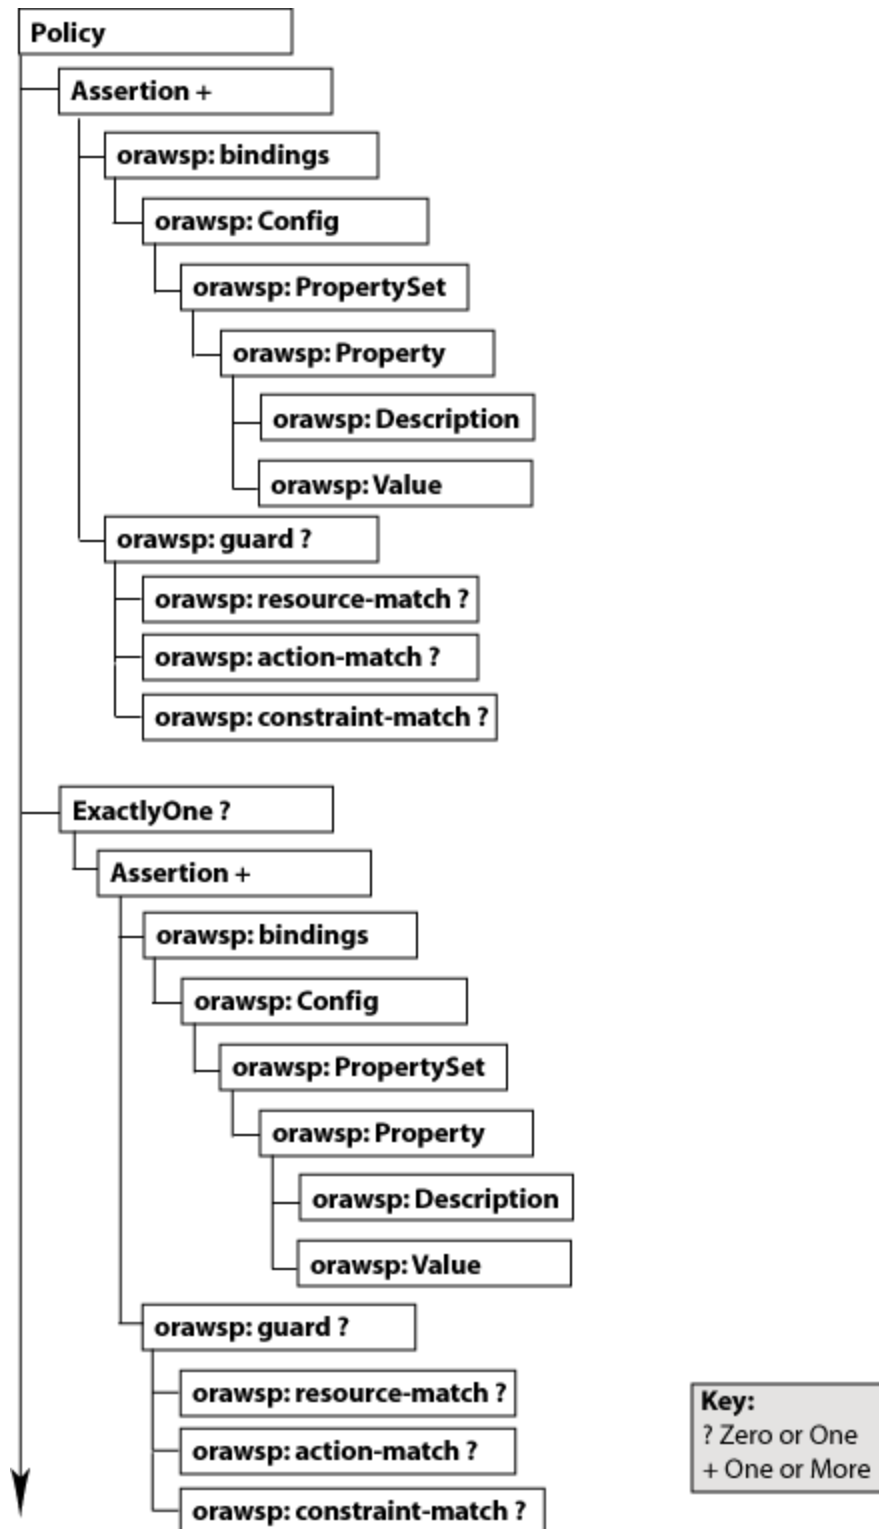 Policy
Assertion +
orawsp: bindings
orawsp: Config
orawsp: PropertySet
orawsp: Property
orawsp: Description
orawsp: Value
orawsp: guard ?
orawsp: resource-match ?
orawsp: action-match ?
orawsp: constraint-match ?
ExactlyOne ?
Assertion +
orawsp: bindings
orawsp: Config
orawsp: PropertySet
orawsp: Property
orawsp: Description
orawsp: Value
orawsp: guard ?
orawsp: resource-match ?
orawsp: action-match ?
orawsp: constraint-match ?
Key:
? Zero or One
+ One or More